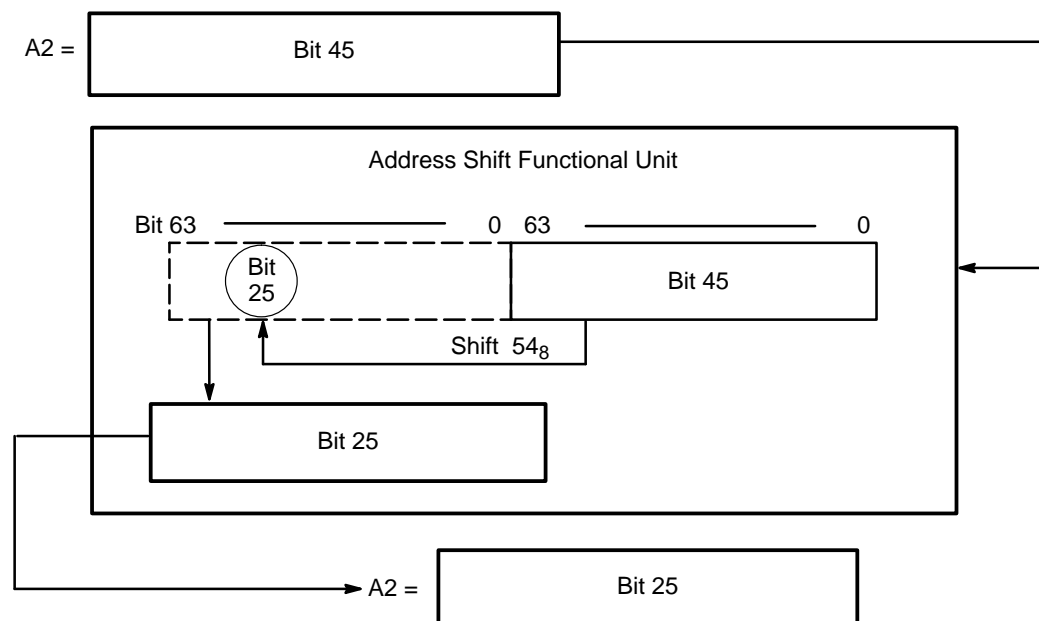 A2 =
Bit 45
Address Shift Functional Unit
Bit 63 0 63 0
Bit
25
Bit 45
Shift 54₈
Bit 25
A2 =
Bit 25